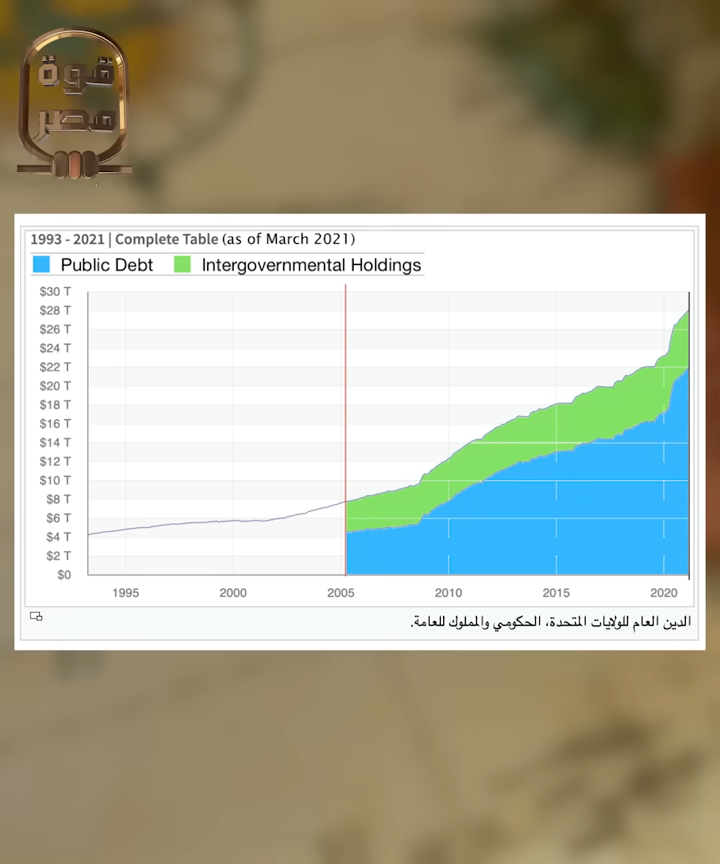 قوة
مصر
1993 - 2021 | Complete Table (as of March 2021)
Public Debt Intergovernmental Holdings
$30 T
$28 T
$26 T
$24 T
$22 T
$20 T
$18 T
$16 T
$14 T
$12 T
$10 T
$8 T
$6 T
$4 T
$2 T
$0
1995 2000 2005 2010 2015 2020
الدين العام للولايات المتحدة، الحكومي والمملوك للعامة.